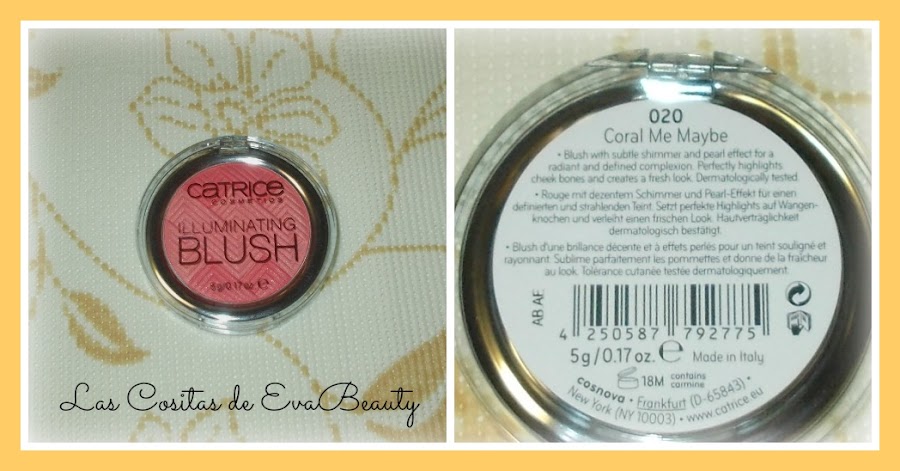 CATRICE
COSMETICS
ILLUMINATING
BLUSH
5g/0.17oz. e
Las Cositas de EvaBeauty
020
Coral Me Maybe
• Blush with subtle shimmer and pearl effect for a
radiant and defined complexion. Perfectly highlights
cheek bones and creates a fresh look. Dermatologically tested.
• Rouge mit dezentem Schimmer und Pearl-Effekt für einen
definierten und strahlenden Teint. Setzt perfekte Highlights auf Wangen-
knochen und verleiht einen frischen Look. Hautverträglichkeit
dermatologisch bestätigt.
• Blush d'une brillance décente et à effets perlés pour un teint souligné et
rayonnant. Sublime parfaitement les pommettes et donne de la fraîcheur
au look. Tolérance cutanée testée dermatologiquement.
AB AE
4 250587 792775
5 g / 0.17 oz. e Made in Italy
18M contains
carmine
cosnova • Frankfurt (D-65843) •
New York (NY 10003) • www.catrice.eu